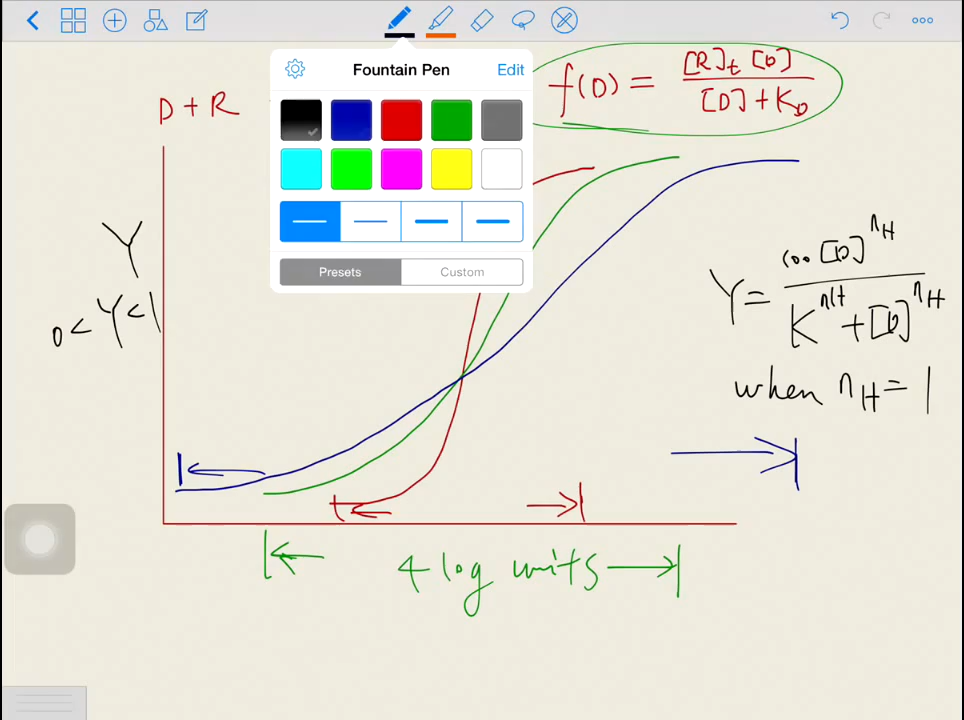 Fountain Pen
Edit
Presets
Custom
D + R
f(D) = [R]t [D] / [D] + KD
Y
0 < Y < 1
Y = 100 [D]^nH / K^nH + [D]^nH
when nH = 1
4 log units